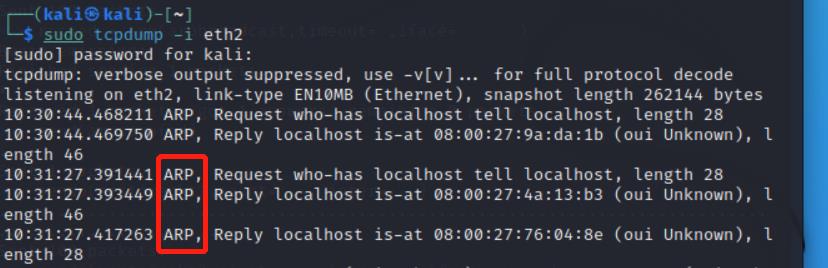 (kali㉿kali)-[~]
$ sudo tcpdump -i eth2
[sudo] password for kali:
tcpdump: verbose output suppressed, use -v[v]... for full protocol decode
listening on eth2, link-type EN10MB (Ethernet), snapshot length 262144 bytes
10:30:44.468211 ARP, Request who-has localhost tell localhost, length 28
10:30:44.469750 ARP, Reply localhost is-at 08:00:27:9a:da:1b (oui Unknown), l
ength 46
10:31:27.391441 ARP, Request who-has localhost tell localhost, length 28
10:31:27.393449 ARP, Reply localhost is-at 08:00:27:4a:13:b3 (oui Unknown), l
ength 46
10:31:27.417263 ARP, Reply localhost is-at 08:00:27:76:04:8e (oui Unknown), l
ength 28